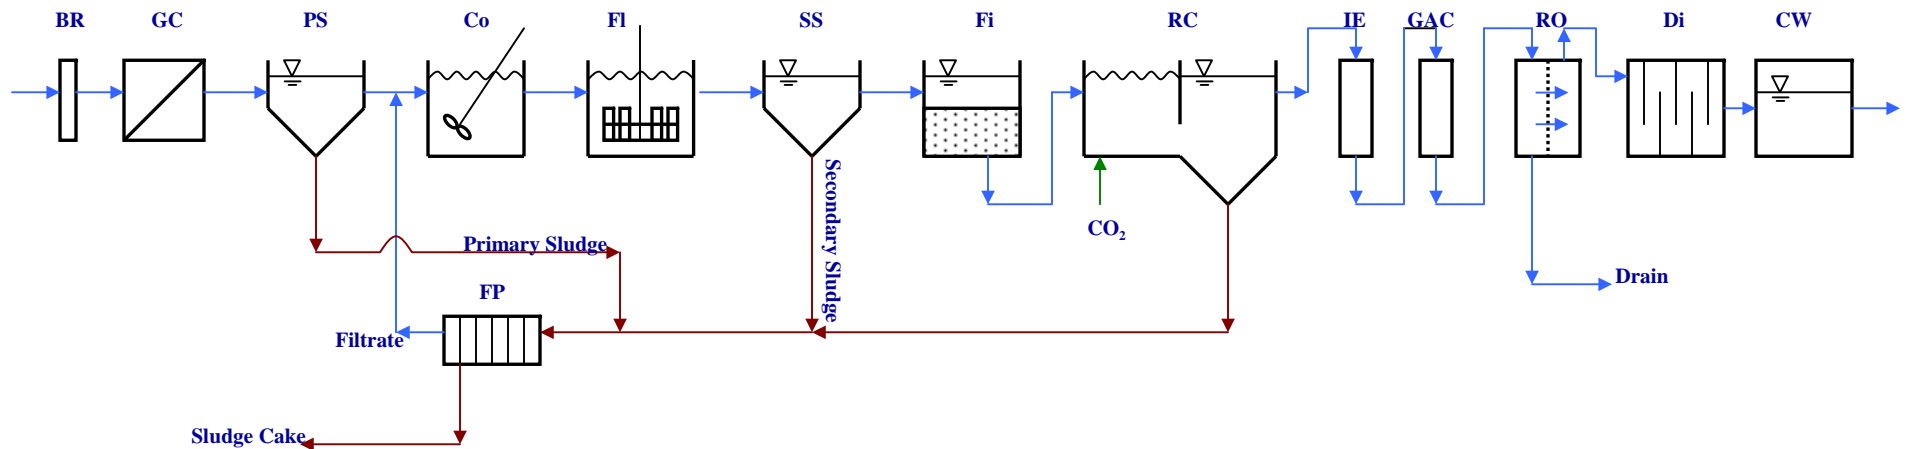 BR
GC
PS
Co
Fl
SS
Fi
RC
IE
GAC
RO
Di
CW
CO₂
Primary Sludge
Secondary Sludge
Drain
FP
Filtrate
Sludge Cake